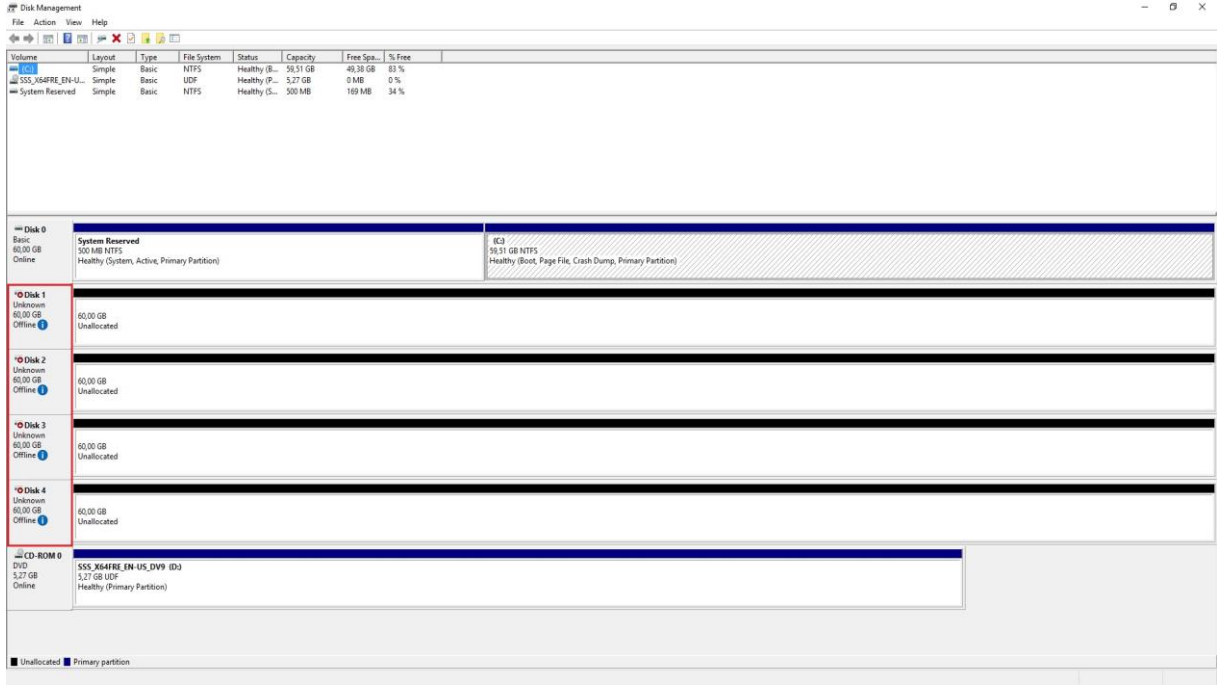 Disk Management
File Action View Help
Volume Layout Type File System Status Capacity Free Spa... % Free
(C:) Simple Basic NTFS Healthy (B... 59,51 GB 49,38 GB 83 %
SSS_X64FRE_EN-U... Simple Basic UDF Healthy (P... 5,27 GB 0 MB 0 %
System Reserved Simple Basic NTFS Healthy (S... 500 MB 169 MB 34 %
Disk 0
Basic
60,00 GB
Online
System Reserved
500 MB NTFS
Healthy (System, Active, Primary Partition)
(C:)
59,51 GB NTFS
Healthy (Boot, Page File, Crash Dump, Primary Partition)
Disk 1
Unknown
60,00 GB
Offline
60,00 GB
Unallocated
Disk 2
Unknown
60,00 GB
Offline
60,00 GB
Unallocated
Disk 3
Unknown
60,00 GB
Offline
60,00 GB
Unallocated
Disk 4
Unknown
60,00 GB
Offline
60,00 GB
Unallocated
CD-ROM 0
DVD
5,27 GB
Online
SSS_X64FRE_EN-US_DV9 (D:)
5,27 GB UDF
Healthy (Primary Partition)
Unallocated Primary partition